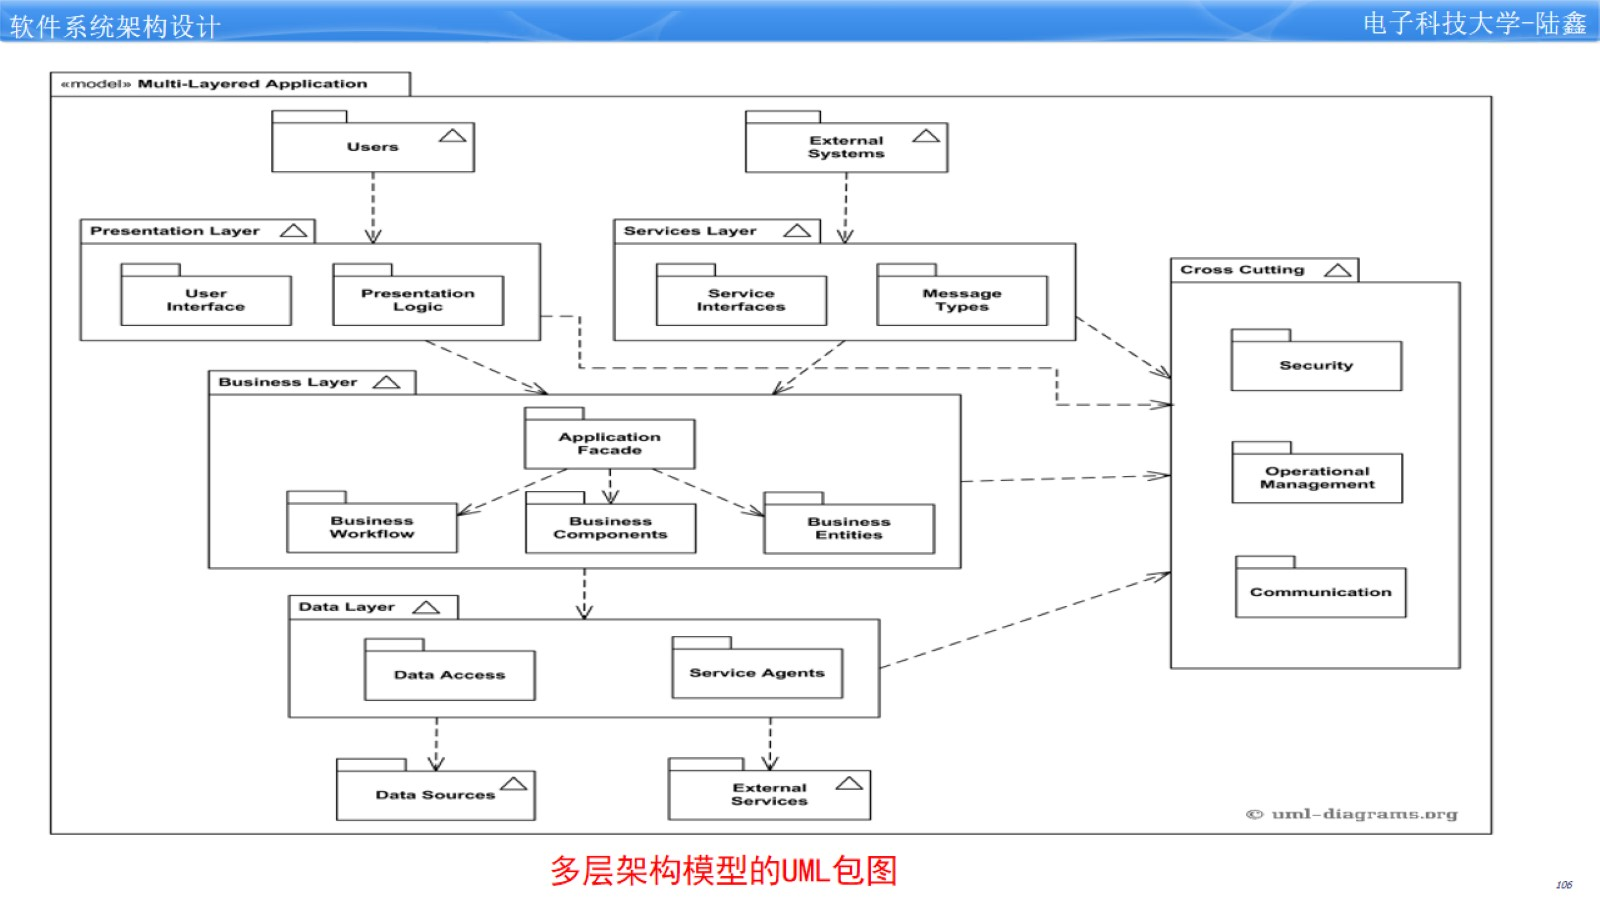 软件系统架构设计
电子科技大学-陆鑫
«model» Multi-Layered Application
Users
External
Systems
Presentation Layer
Services Layer
Cross Cutting
User
Interface
Presentation
Logic
Service
Interfaces
Message
Types
Security
Business Layer
Application
Facade
Operational
Management
Business
Workflow
Business
Components
Business
Entities
Communication
Data Layer
Data Access
Service Agents
Data Sources
External
Services
© uml-diagrams.org
多层架构模型的UML包图
106